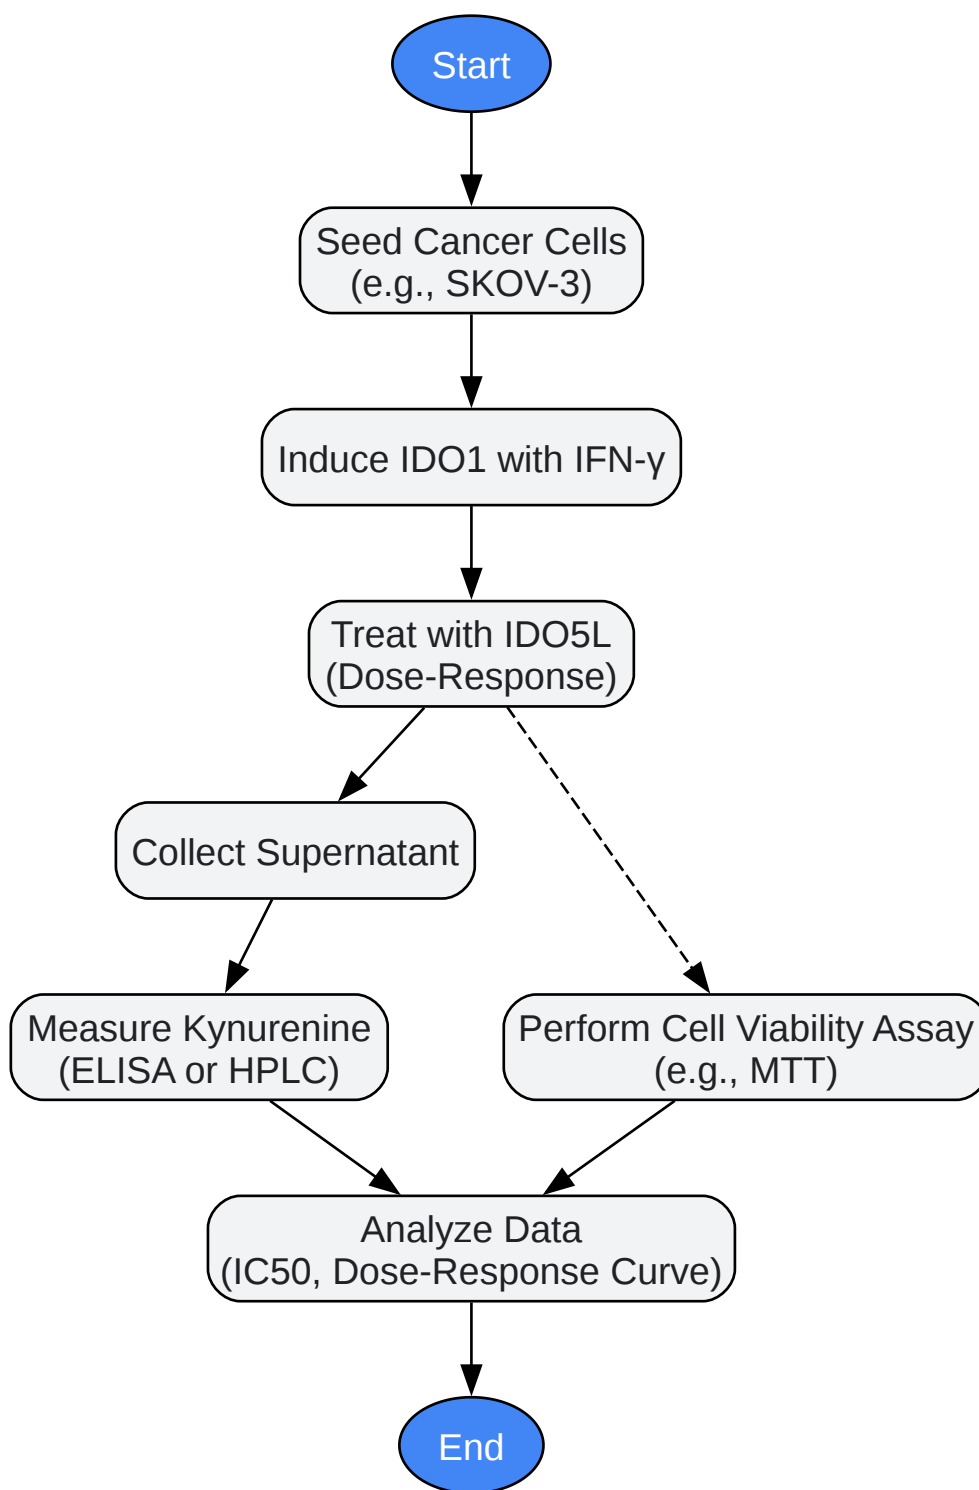 Start
Seed Cancer Cells
(e.g., SKOV-3)
Induce IDO1 with IFN-γ
Treat with IDO5L
(Dose-Response)
Collect Supernatant
Measure Kynurenine
(ELISA or HPLC)
Perform Cell Viability Assay
(e.g., MTT)
Analyze Data
(IC50, Dose-Response Curve)
End